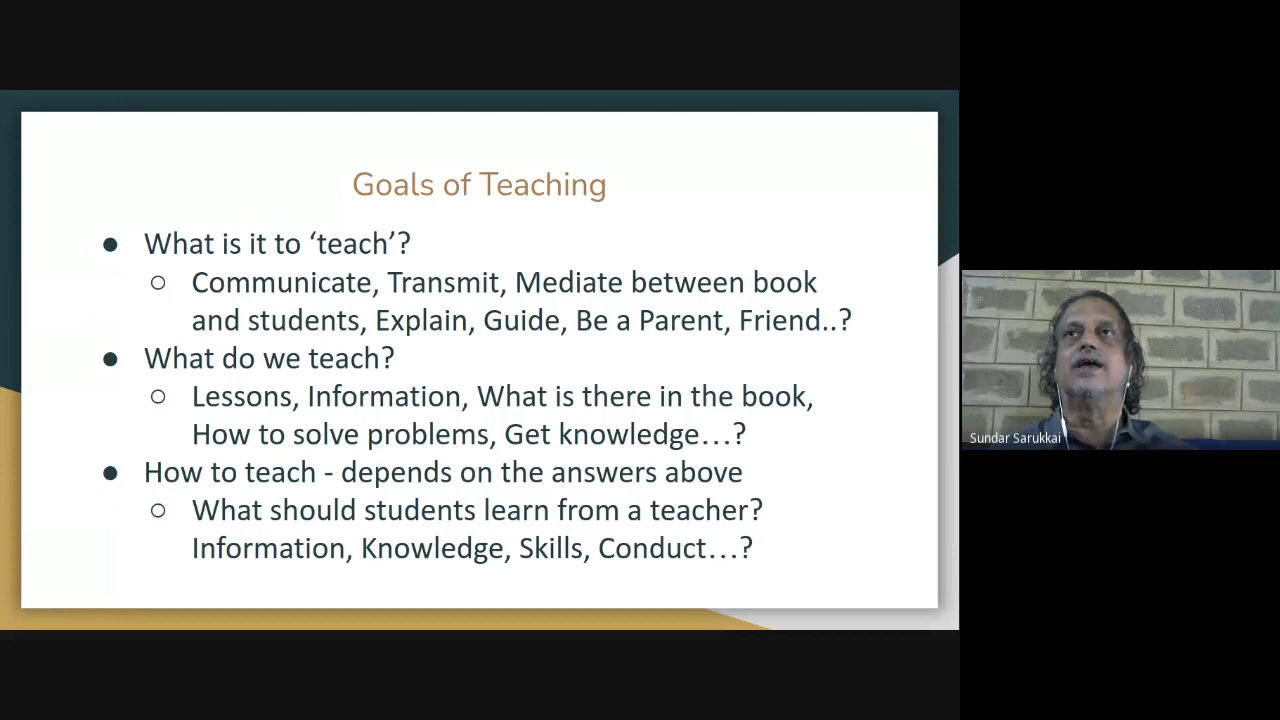 Goals of Teaching
● What is it to ‘teach’?
○ Communicate, Transmit, Mediate between book
and students, Explain, Guide, Be a Parent, Friend..?
● What do we teach?
○ Lessons, Information, What is there in the book,
How to solve problems, Get knowledge…?
● How to teach - depends on the answers above
○ What should students learn from a teacher?
Information, Knowledge, Skills, Conduct…?
Sundar Sarukkai